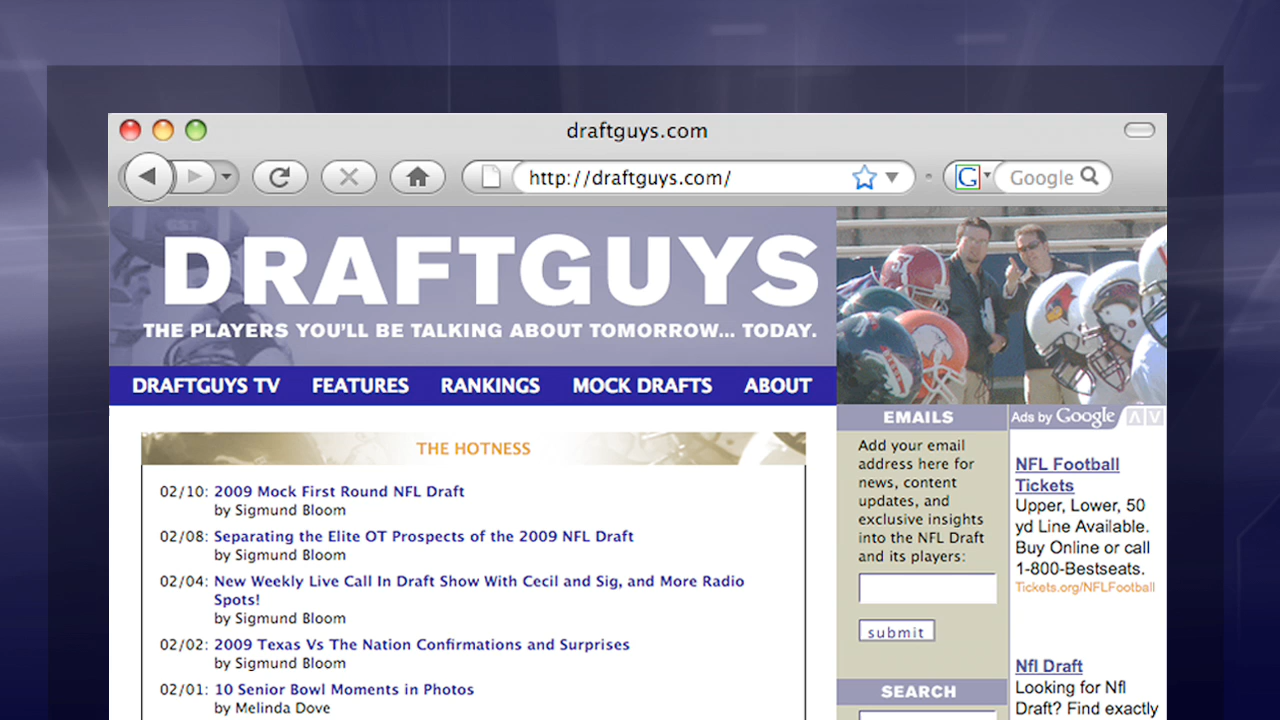 draftguys.com
http://draftguys.com/
G
Google
DRAFTGUYS
THE PLAYERS YOU'LL BE TALKING ABOUT TOMORROW... TODAY.
DRAFTGUYS TV FEATURES RANKINGS MOCK DRAFTS ABOUT
THE HOTNESS
02/10: 2009 Mock First Round NFL Draft
by Sigmund Bloom
02/08: Separating the Elite OT Prospects of the 2009 NFL Draft
by Sigmund Bloom
02/04: New Weekly Live Call In Draft Show With Cecil and Sig, and More Radio
Spots!
by Sigmund Bloom
02/02: 2009 Texas Vs The Nation Confirmations and Surprises
by Sigmund Bloom
02/01: 10 Senior Bowl Moments in Photos
by Melinda Dove
EMAILS
Add your email
address here for
news, content
updates, and
exclusive insights
into the NFL Draft
and its players:
submit
SEARCH
Ads by Google
NFL Football
Tickets
Upper, Lower, 50
yd Line Available.
Buy Online or call
1-800-Bestseats.
Tickets.org/NFLFootball
Nfl Draft
Looking for Nfl
Draft? Find exactly